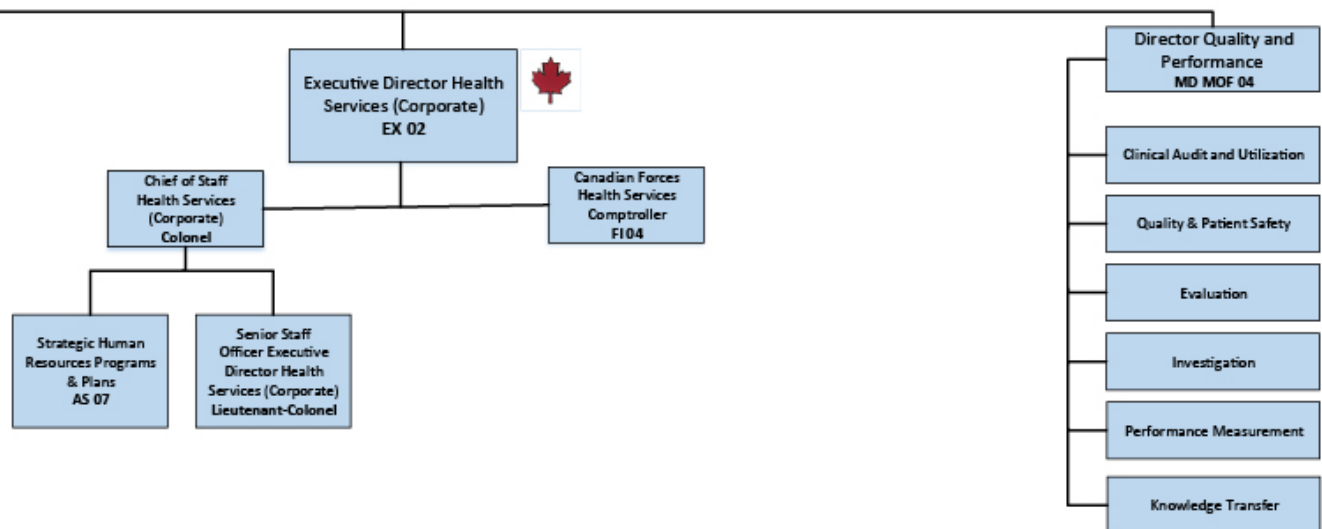 Executive Director Health
Services (Corporate)
EX 02
Director Quality and
Performance
MD MOF 04
Chief of Staff
Health Services
(Corporate)
Colonel
Canadian Forces
Health Services
Comptroller
FI 04
Strategic Human
Resources Programs
& Plans
AS 07
Senior Staff
Officer Executive
Director Health
Services (Corporate)
Lieutenant-Colonel
Clinical Audit and Utilization
Quality & Patient Safety
Evaluation
Investigation
Performance Measurement
Knowledge Transfer